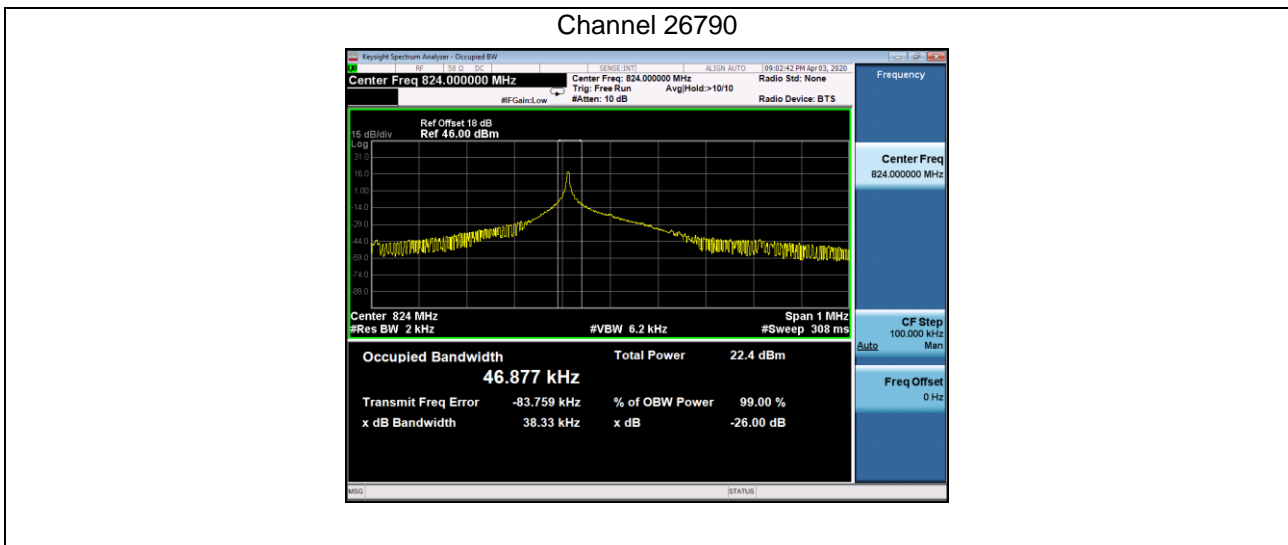 Channel 26790
Keysight Spectrum Analyzer - Occupied BW
LXI RF 50 Ω DC SENSE:INT ALIGN AUTO 09:02:42 PM Apr 03, 2020
Center Freq 824.000000 MHz
Center Freq: 824.000000 MHz
Radio Std: None
Trig: Free Run Avg|Hold:>10/10
#IFGain:Low #Atten: 10 dB Radio Device: BTS
Frequency
Ref Offset 18 dB
15 dB/div Ref 46.00 dBm
Log
31.0
16.0
1.00
-14.0
-29.0
-44.0
-59.0
-74.0
-89.0
Center 824 MHz Span 1 MHz
#Res BW 2 kHz #VBW 6.2 kHz #Sweep 308 ms
Occupied Bandwidth Total Power 22.4 dBm
46.877 kHz
Transmit Freq Error -83.759 kHz % of OBW Power 99.00 %
x dB Bandwidth 38.33 kHz x dB -26.00 dB
Center Freq
824.000000 MHz
CF Step
100.000 kHz
Auto Man
Freq Offset
0 Hz
MSG STATUS